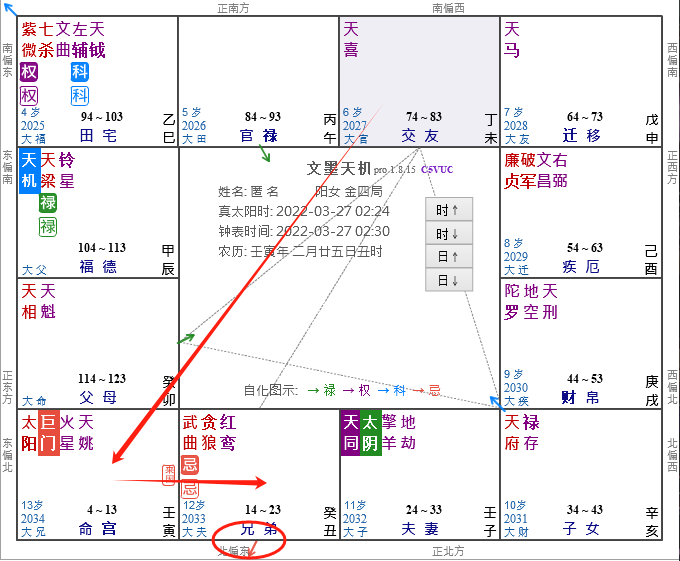 正南方
南偏西
南偏东
紫七文左天
微杀曲辅钺
权
科
权
科
4岁
2025
大福
94～103
田宅
乙
巳
5岁
2026
大田
84～93
官禄
丙
午
天
喜
6岁
2027
大官
74～83
交友
丁
未
天
马
7岁
2028
大友
64～73
迁移
戊
申
西偏南
东偏南
天天铃
机梁星
禄
禄
大父
104～113
福德
甲
辰
文墨天机 pro.1.8.15 C5VUC
姓名: 匿名 阳女 金四局
真太阳时: 2022-03-27 02:24
钟表时间: 2022-03-27 02:30
农历: 壬寅年 二月廿五日丑时
时↑
时↓
日↑
日↓
自化图示: →禄 →权 →科 →忌
廉破文右
贞军昌弼
8岁
2029
大迁
54～63
疾厄
己
酉
正西方
天天
相魁
大命
114～123
父母
癸
卯
正东方
陀地天
罗空刑
9岁
2030
大疾
44～53
财帛
庚
戌
西偏北
东偏北
太巨火天
阳门星姚
13岁
2034
大兄
4～13
命宫
壬
寅
武贪红
曲狼鸾
忌
忌
12岁
2033
大夫
14～23
兄弟
癸
丑
天太擎地
同阴羊劫
11岁
2032
大子
24～33
夫妻
壬
子
天禄
府存
10岁
2031
大财
34～43
子女
辛
亥
北偏西
北偏东
正北方